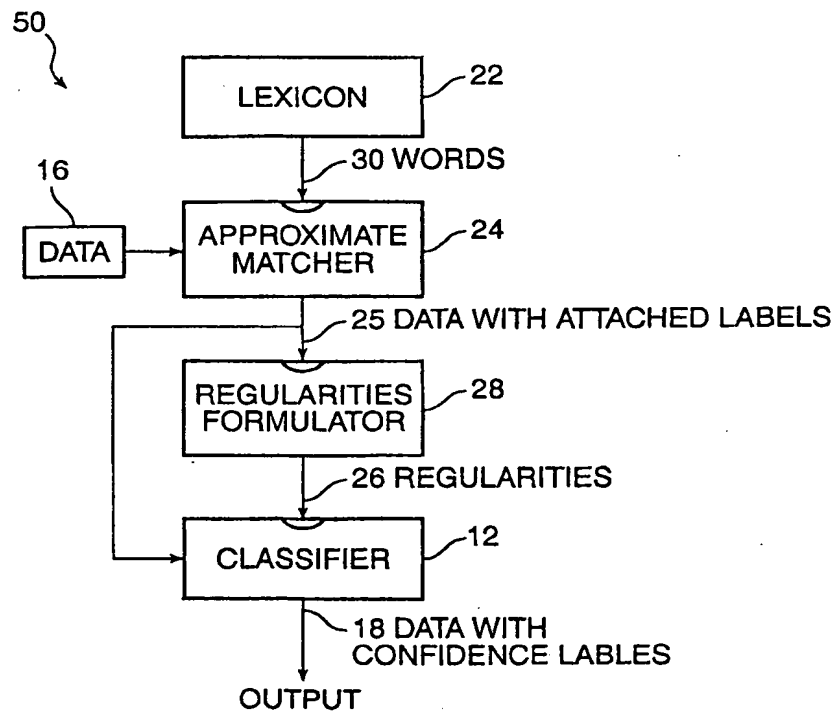 50
LEXICON
22
30 WORDS
16
DATA
APPROXIMATE
MATCHER
24
25 DATA WITH ATTACHED LABELS
REGULARITIES
FORMULATOR
28
26 REGULARITIES
CLASSIFIER
12
18 DATA WITH
CONFIDENCE LABLES
OUTPUT